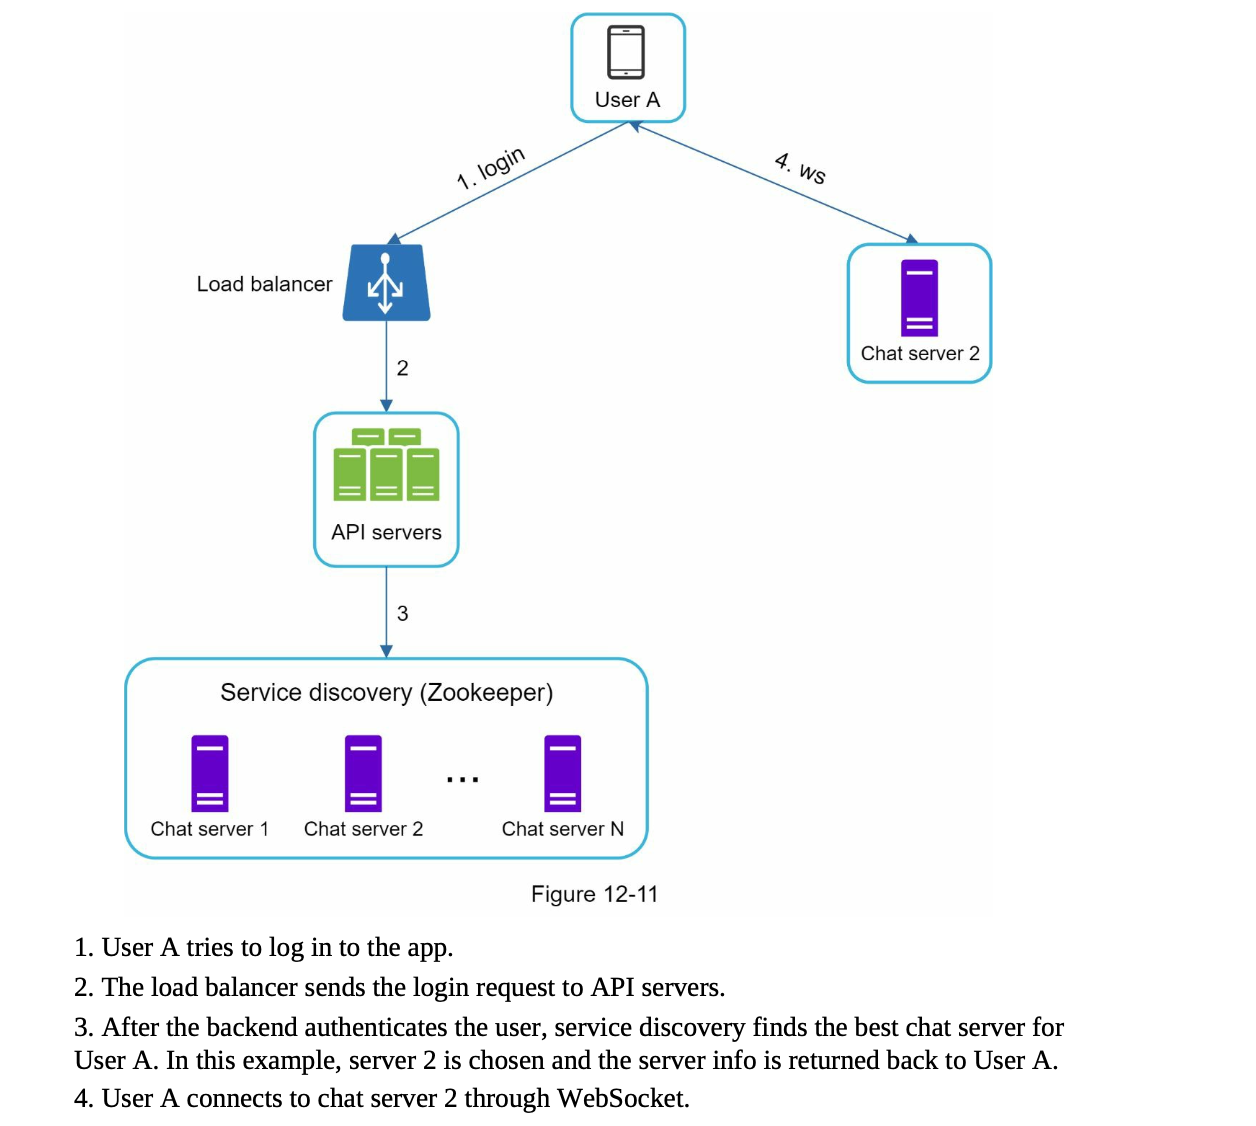 User A
1. login
4. ws
Load balancer
Chat server 2
2
API servers
3
Service discovery (Zookeeper)
...
Chat server 1 Chat server 2 Chat server N
Figure 12-11
1. User A tries to log in to the app.
2. The load balancer sends the login request to API servers.
3. After the backend authenticates the user, service discovery finds the best chat server for
User A. In this example, server 2 is chosen and the server info is returned back to User A.
4. User A connects to chat server 2 through WebSocket.